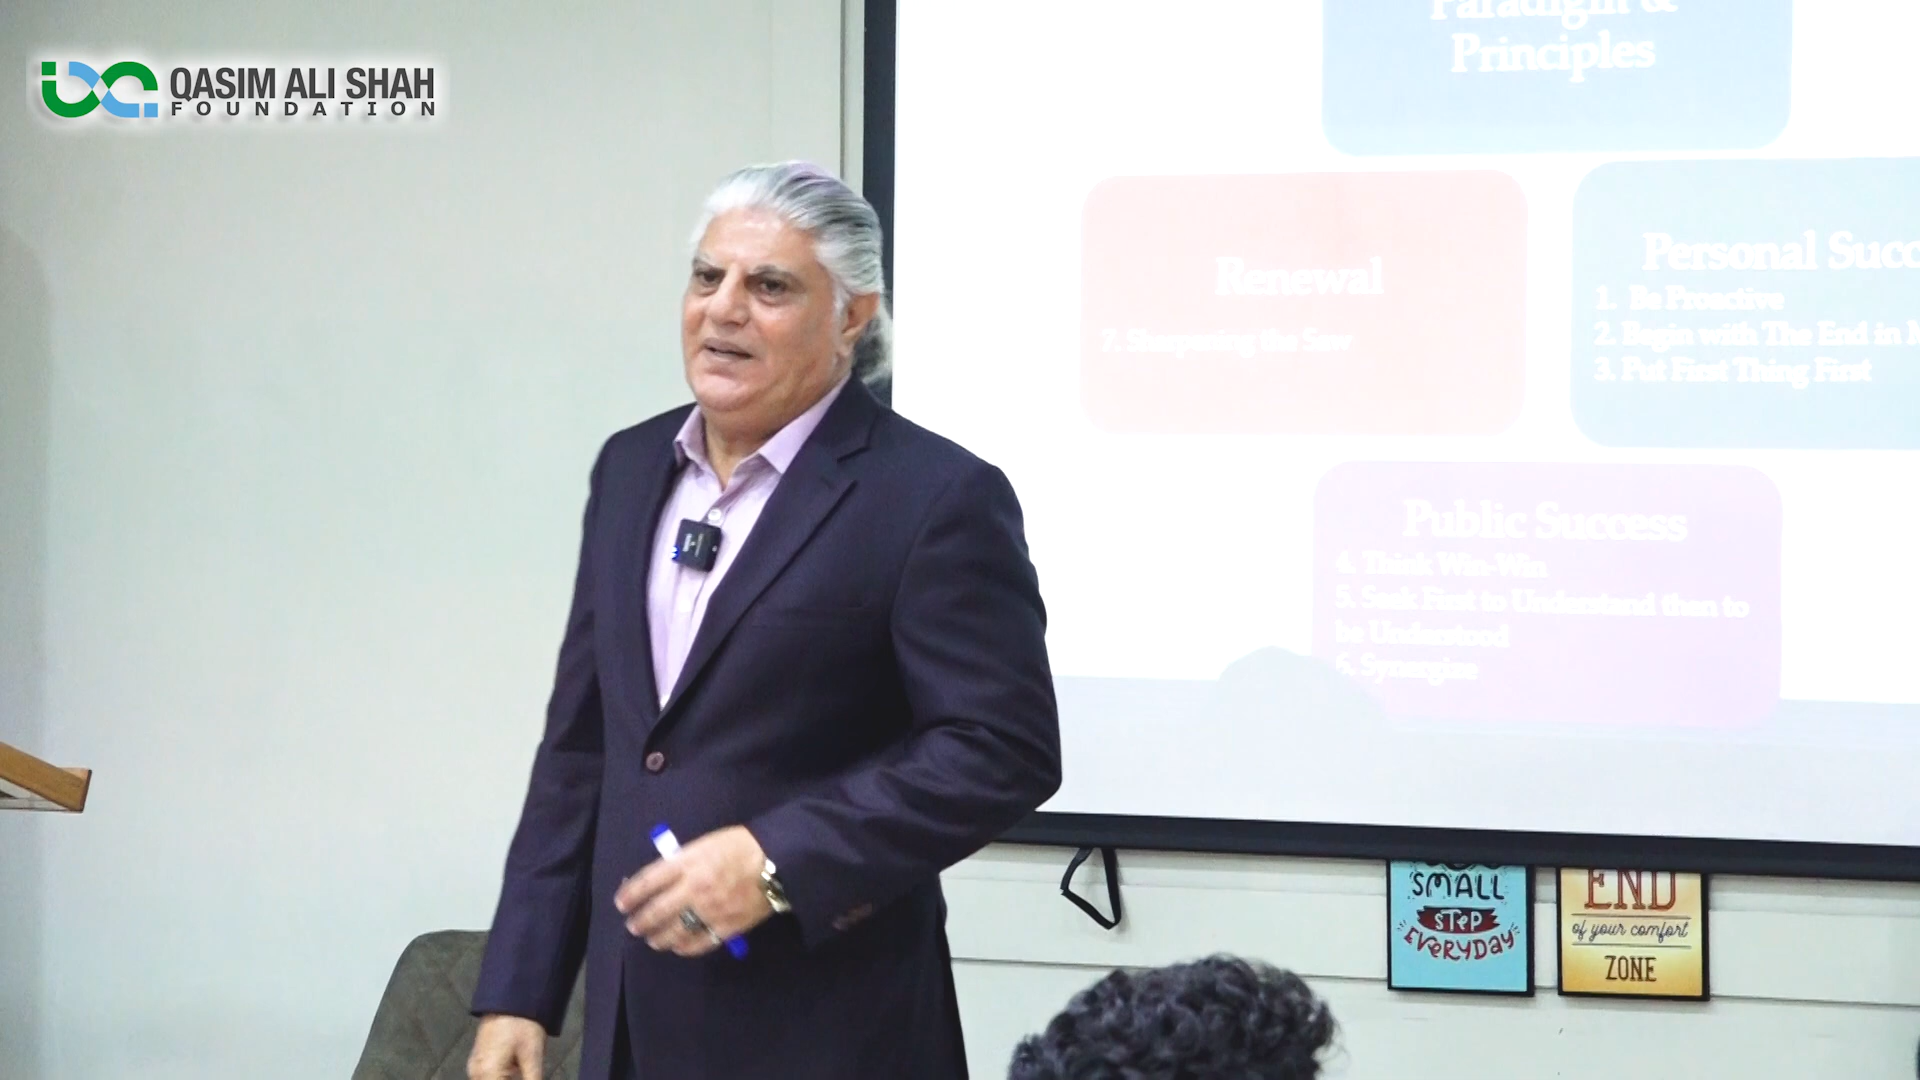 QASIM ALI SHAH
FOUNDATION
Paradigm &
Principles
Renewal
7. Sharpening the Saw
Personal Succ
1. Be Proactive
2. Begin with The End in
3. Put First Thing First
Public Success
4. Think Win-Win
5. Seek First to Understand then to
be Understood
6. Synergize
SMALL
STEP
EVERYDAY
END
of your comfort
ZONE